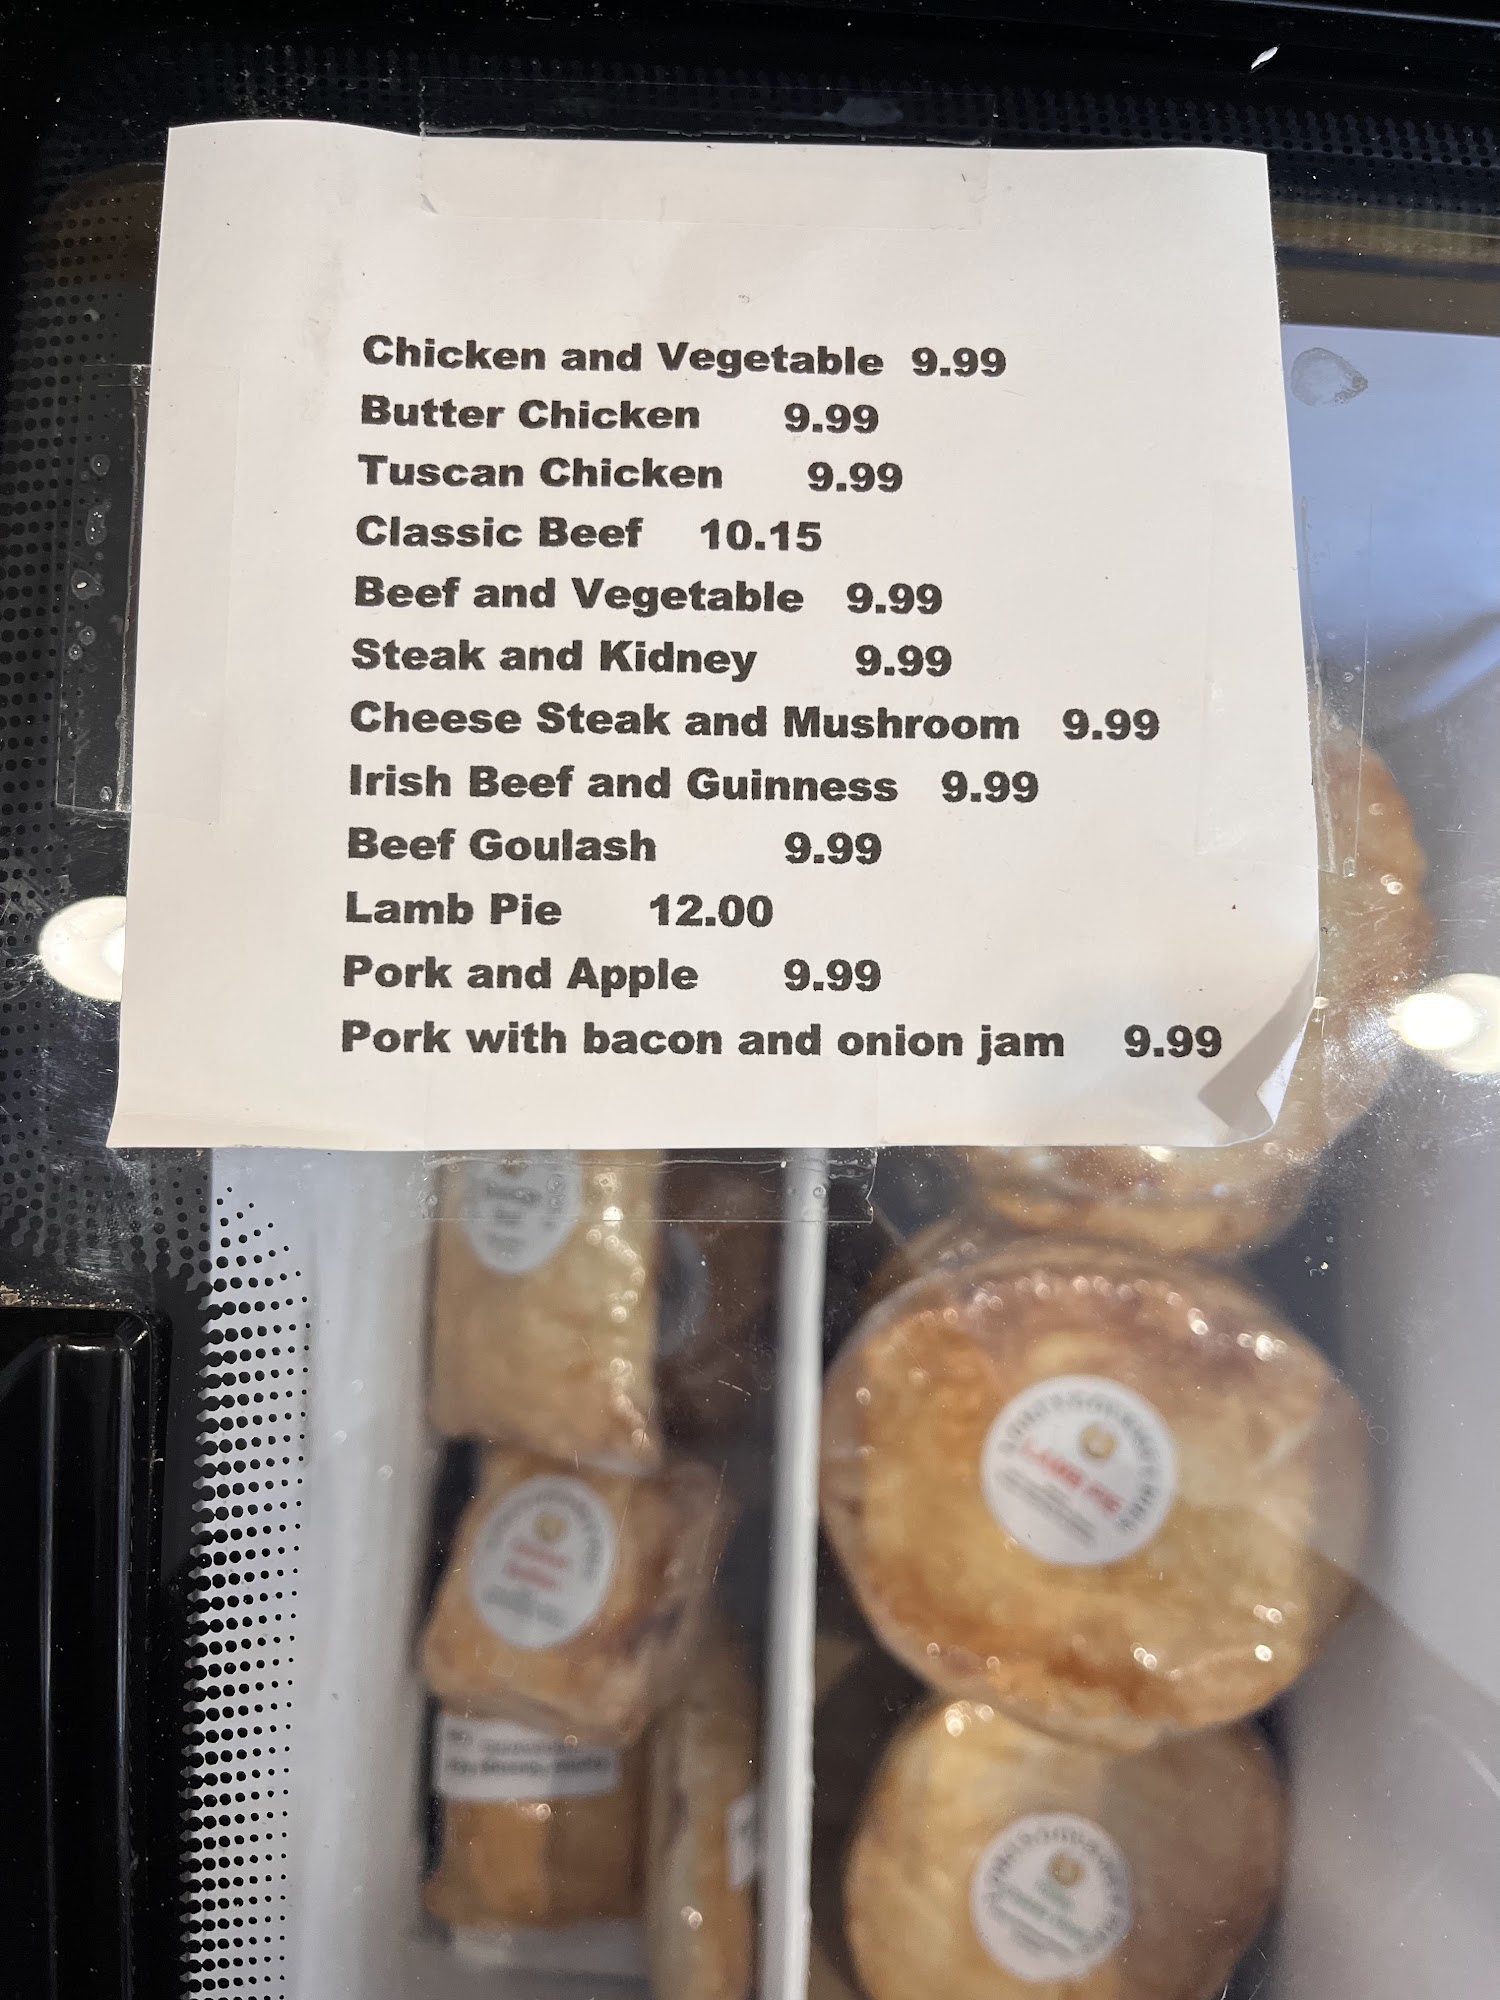 Chicken and Vegetable 9.99
Butter Chicken 9.99
Tuscan Chicken 9.99
Classic Beef 10.15
Beef and Vegetable 9.99
Steak and Kidney 9.99
Cheese Steak and Mushroom 9.99
Irish Beef and Guinness 9.99
Beef Goulash 9.99
Lamb Pie 12.00
Pork and Apple 9.99
Pork with bacon and onion jam 9.99
LAMB PIE